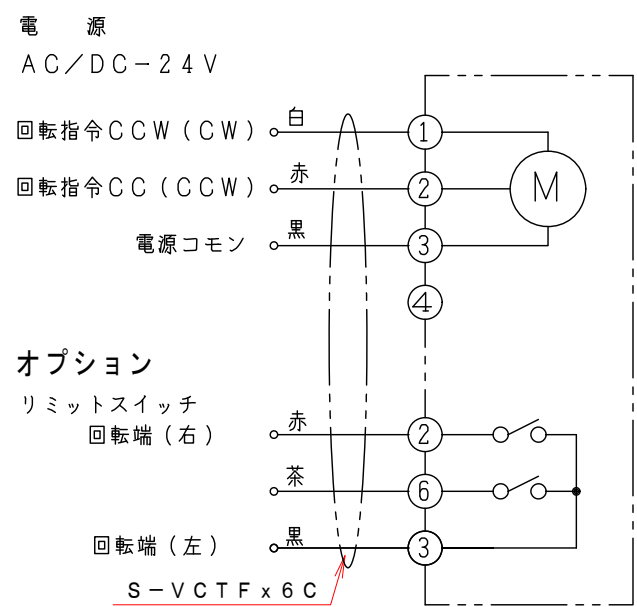 電　源
AC／DC－24V
回転指令CCW（CW） 白 1
回転指令CC（CCW） 赤 2 M
電源コモン 黒 3
4
オプション
リミットスイッチ
回転端（右） 赤 2
茶 6
回転端（左） 黒 3
S－VCTFx6C